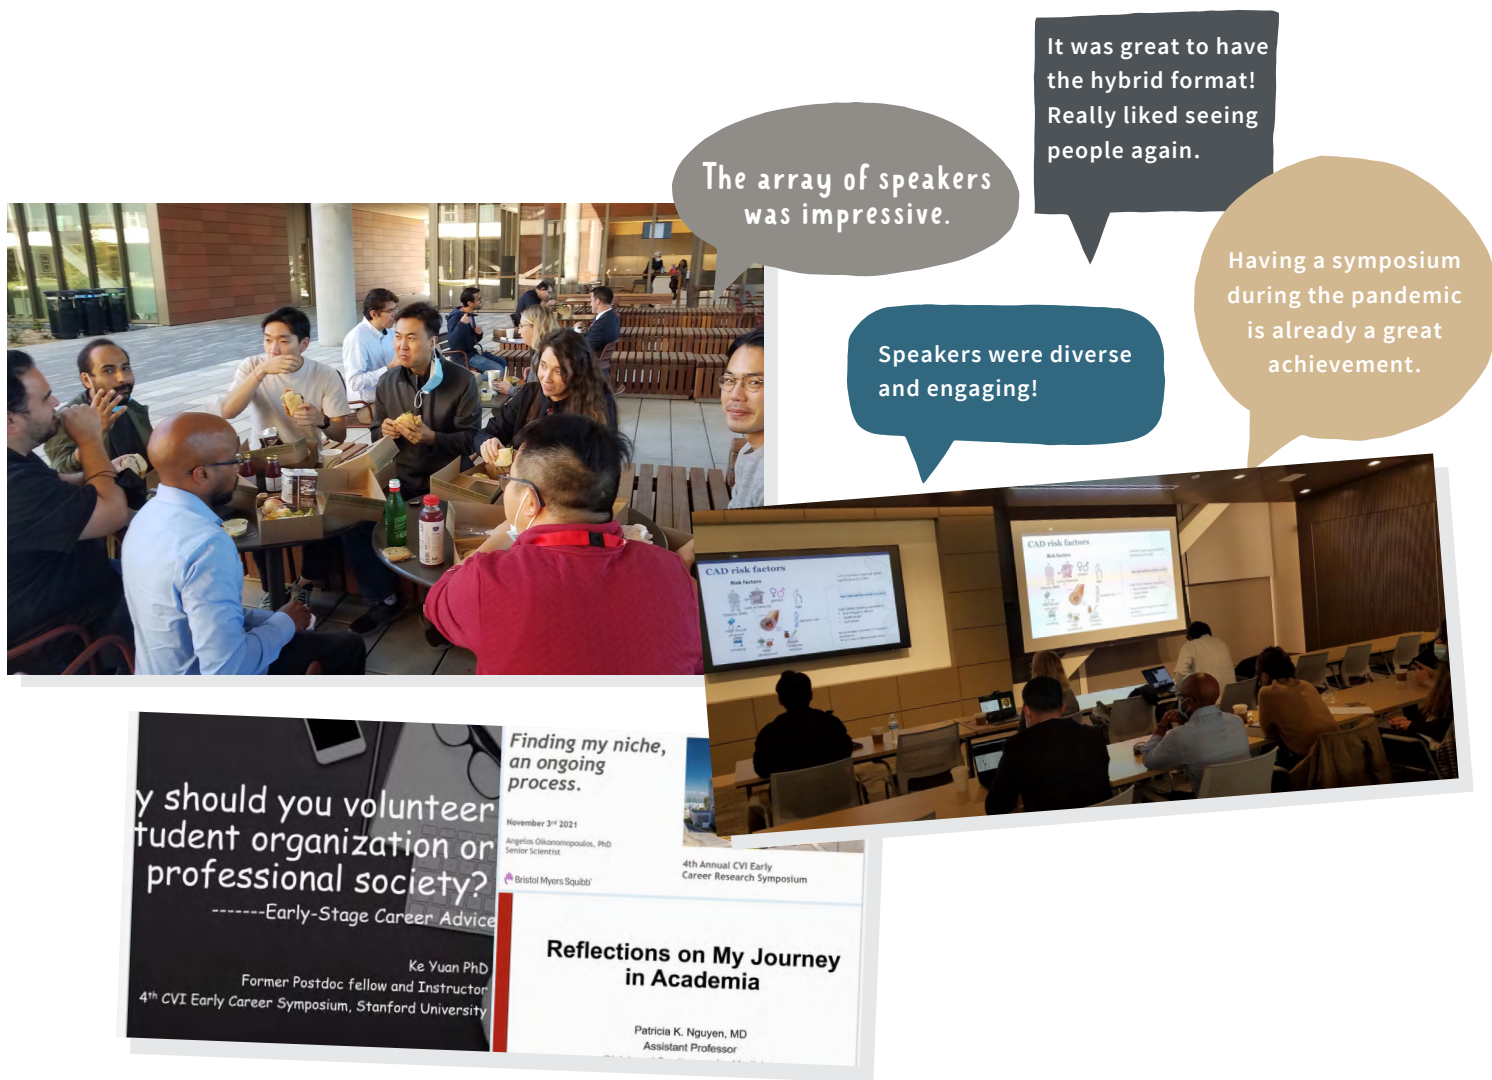 It was great to have
the hybrid format!
Really liked seeing
people again.
The array of speakers
was impressive.
Having a symposium
during the pandemic
is already a great
achievement.
Speakers were diverse
and engaging!
CAD risk factors
Risk factors
CAD risk factors
Risk factors
y should you volunteer
tudent organization or
professional society?
-------Early-Stage Career Advice
Ke Yuan PhD
Former Postdoc fellow and Instructor
4th CVI Early Career Symposium, Stanford University
Finding my niche,
an ongoing
process.
November 3rd 2021
Angelos Oikonomopoulos, PhD
Senior Scientist
Bristol Myers Squibb
4th Annual CVI Early
Career Research Symposium
Reflections on My Journey
in Academia
Patricia K. Nguyen, MD
Assistant Professor